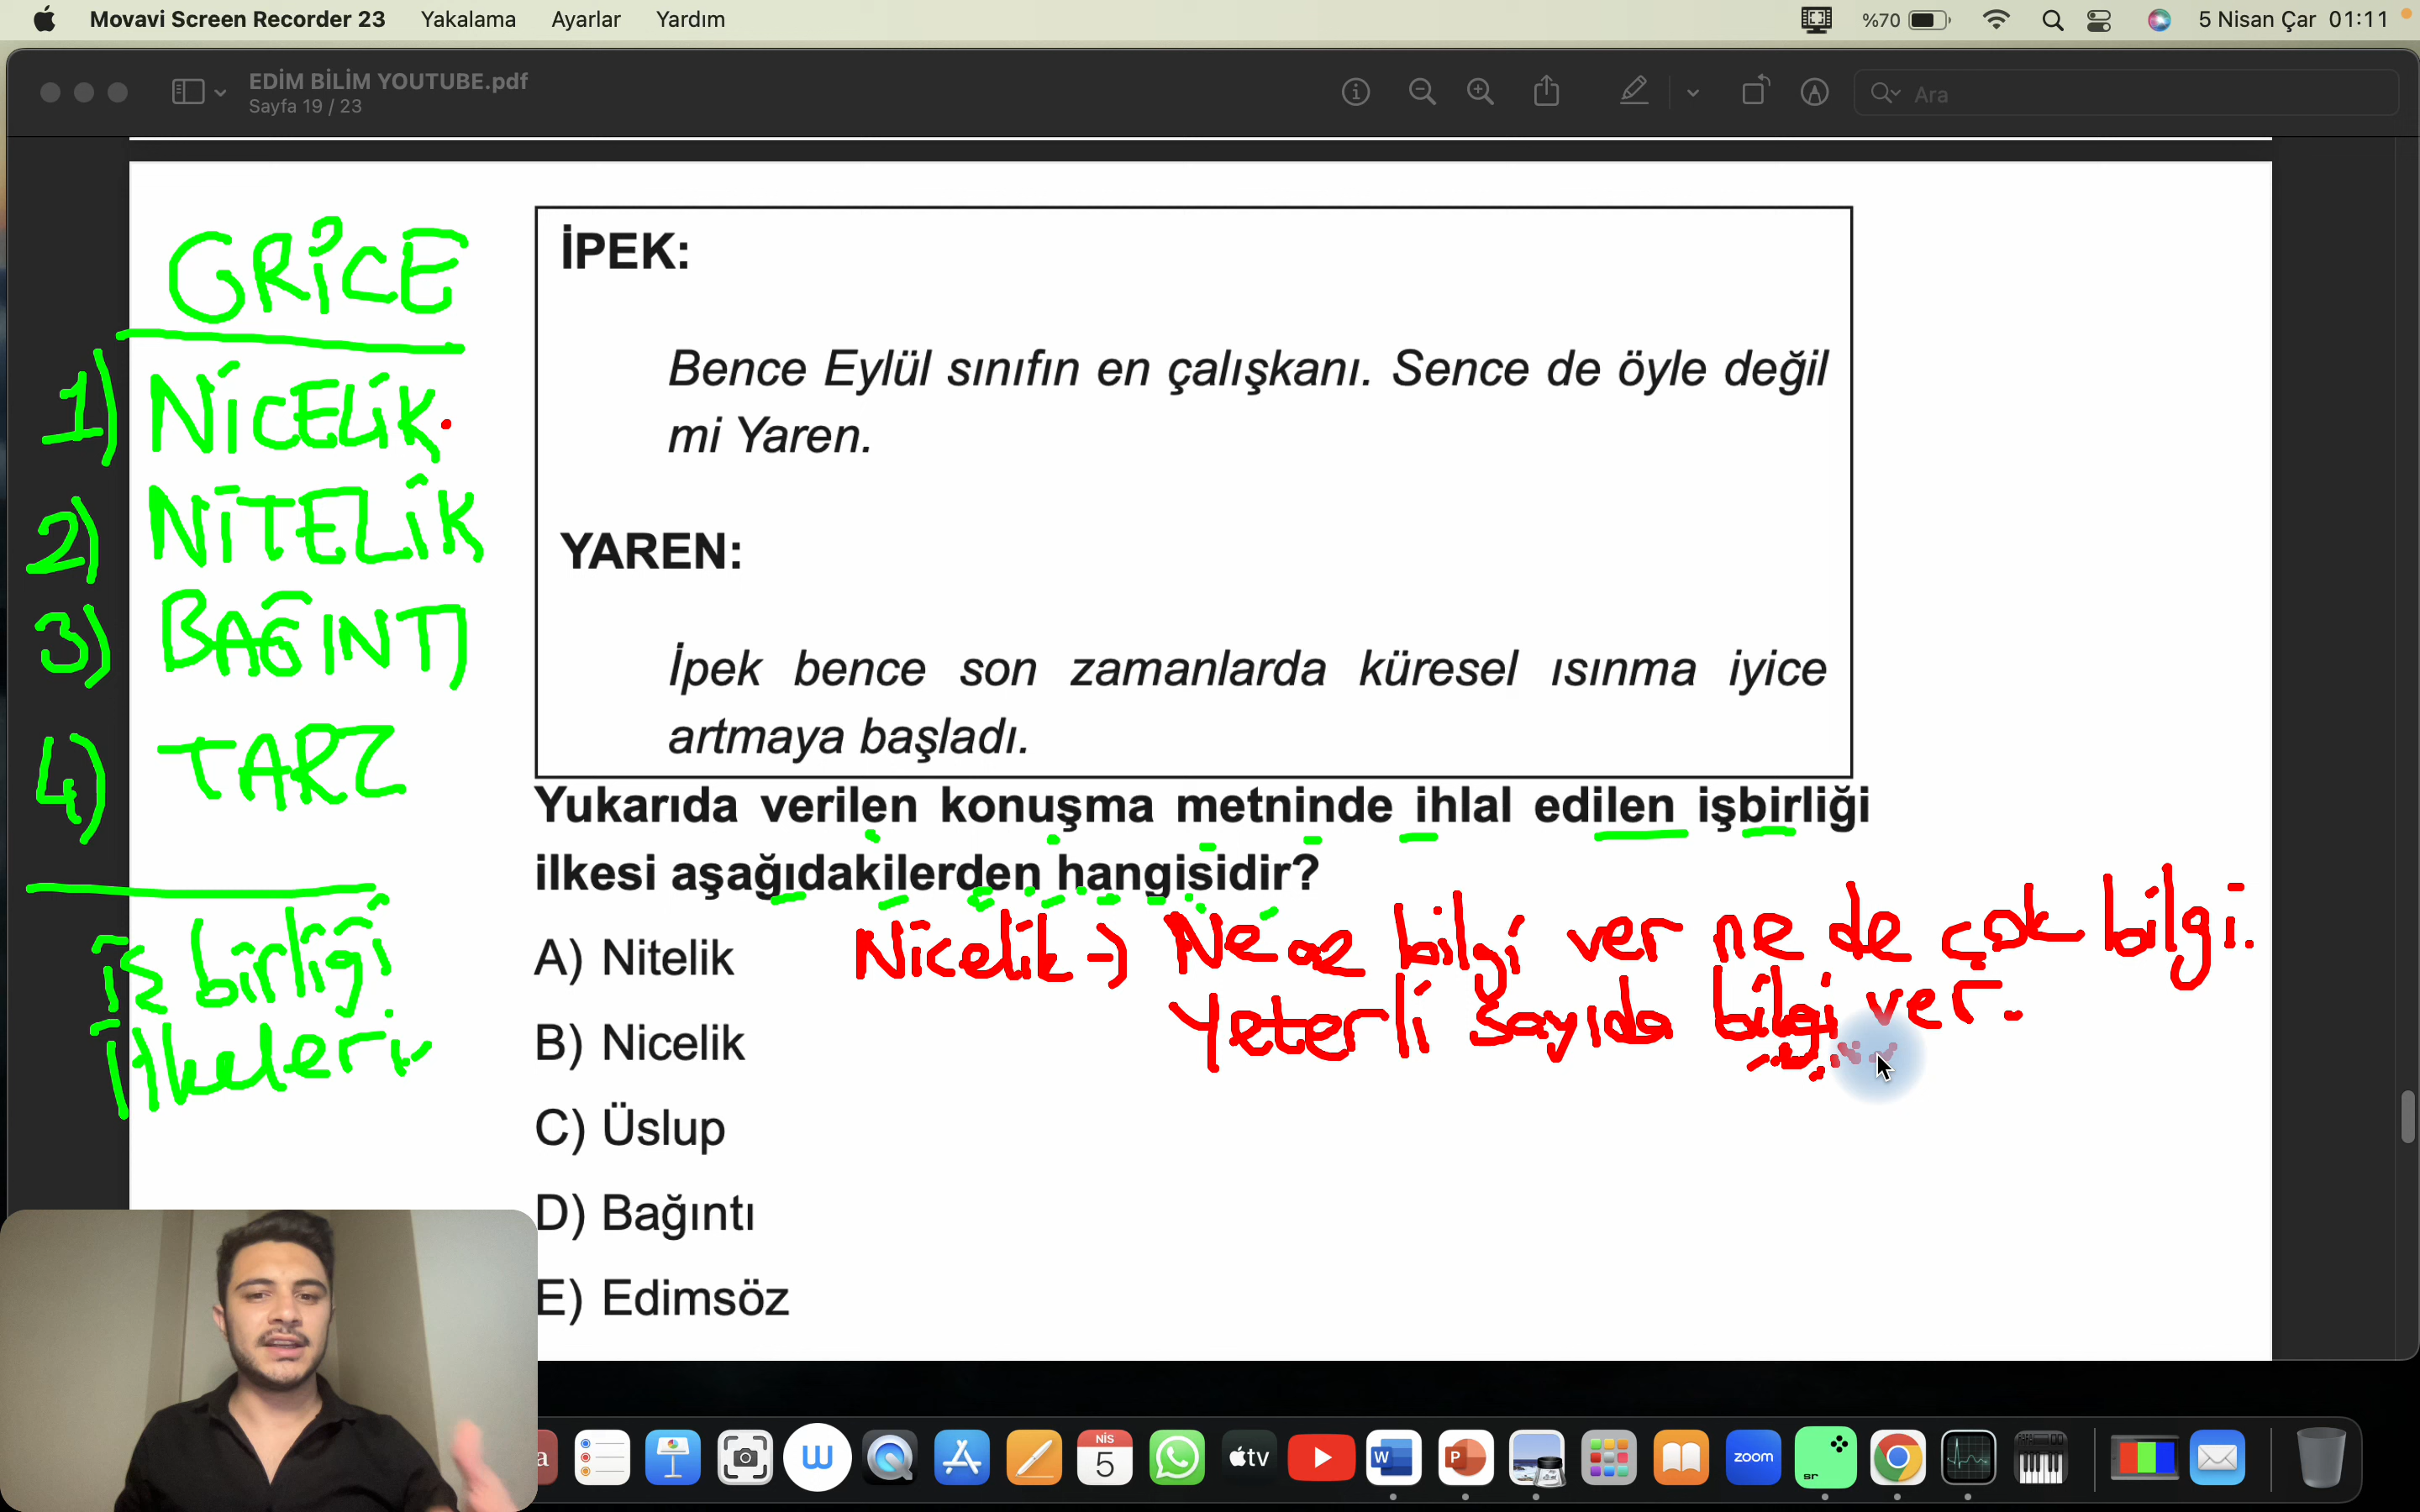 Movavi Screen Recorder 23 Yakalama Ayarlar Yardım %70 5 Nisan Çar 01:11
EDİM BİLİM YOUTUBE.pdf
Sayfa 19 / 23
Ara
GRİCE
1) NİCELİK
2) NİTELİK
3) BAĞINTI
4) TARZ
İş birliği
İlkeleri
İPEK:
Bence Eylül sınıfın en çalışkanı. Sence de öyle değil
mi Yaren.
YAREN:
İpek bence son zamanlarda küresel ısınma iyice
artmaya başladı.
Yukarıda verilen konuşma metninde ihlal edilen işbirliği
ilkesi aşağıdakilerden hangisidir?
A) Nitelik
B) Nicelik
C) Üslup
D) Bağıntı
E) Edimsöz
Nicelik → Ne az bilgi ver ne de çok bilgi.
Yeterli sayıda bilgi ver.
a
NİS
5
tv
W
P
zoom
sr